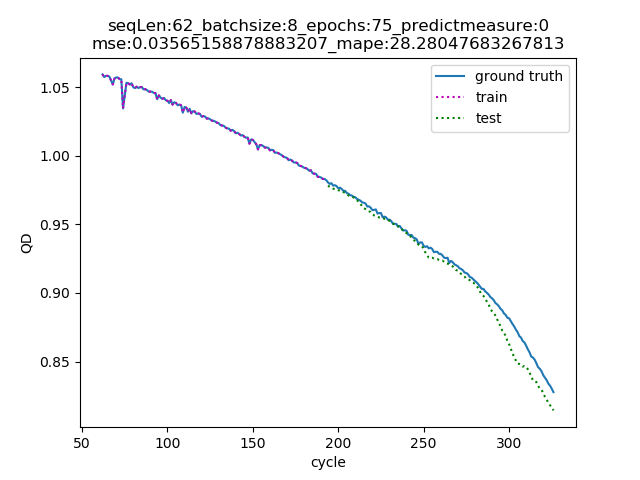 seqLen:62_batchsize:8_epochs:75_predictmeasure:0
mse:0.03565158878883207_mape:28.28047683267813
ground truth
train
test
1.05
1.00
0.95
0.90
0.85
QD
50 100 150 200 250 300
cycle